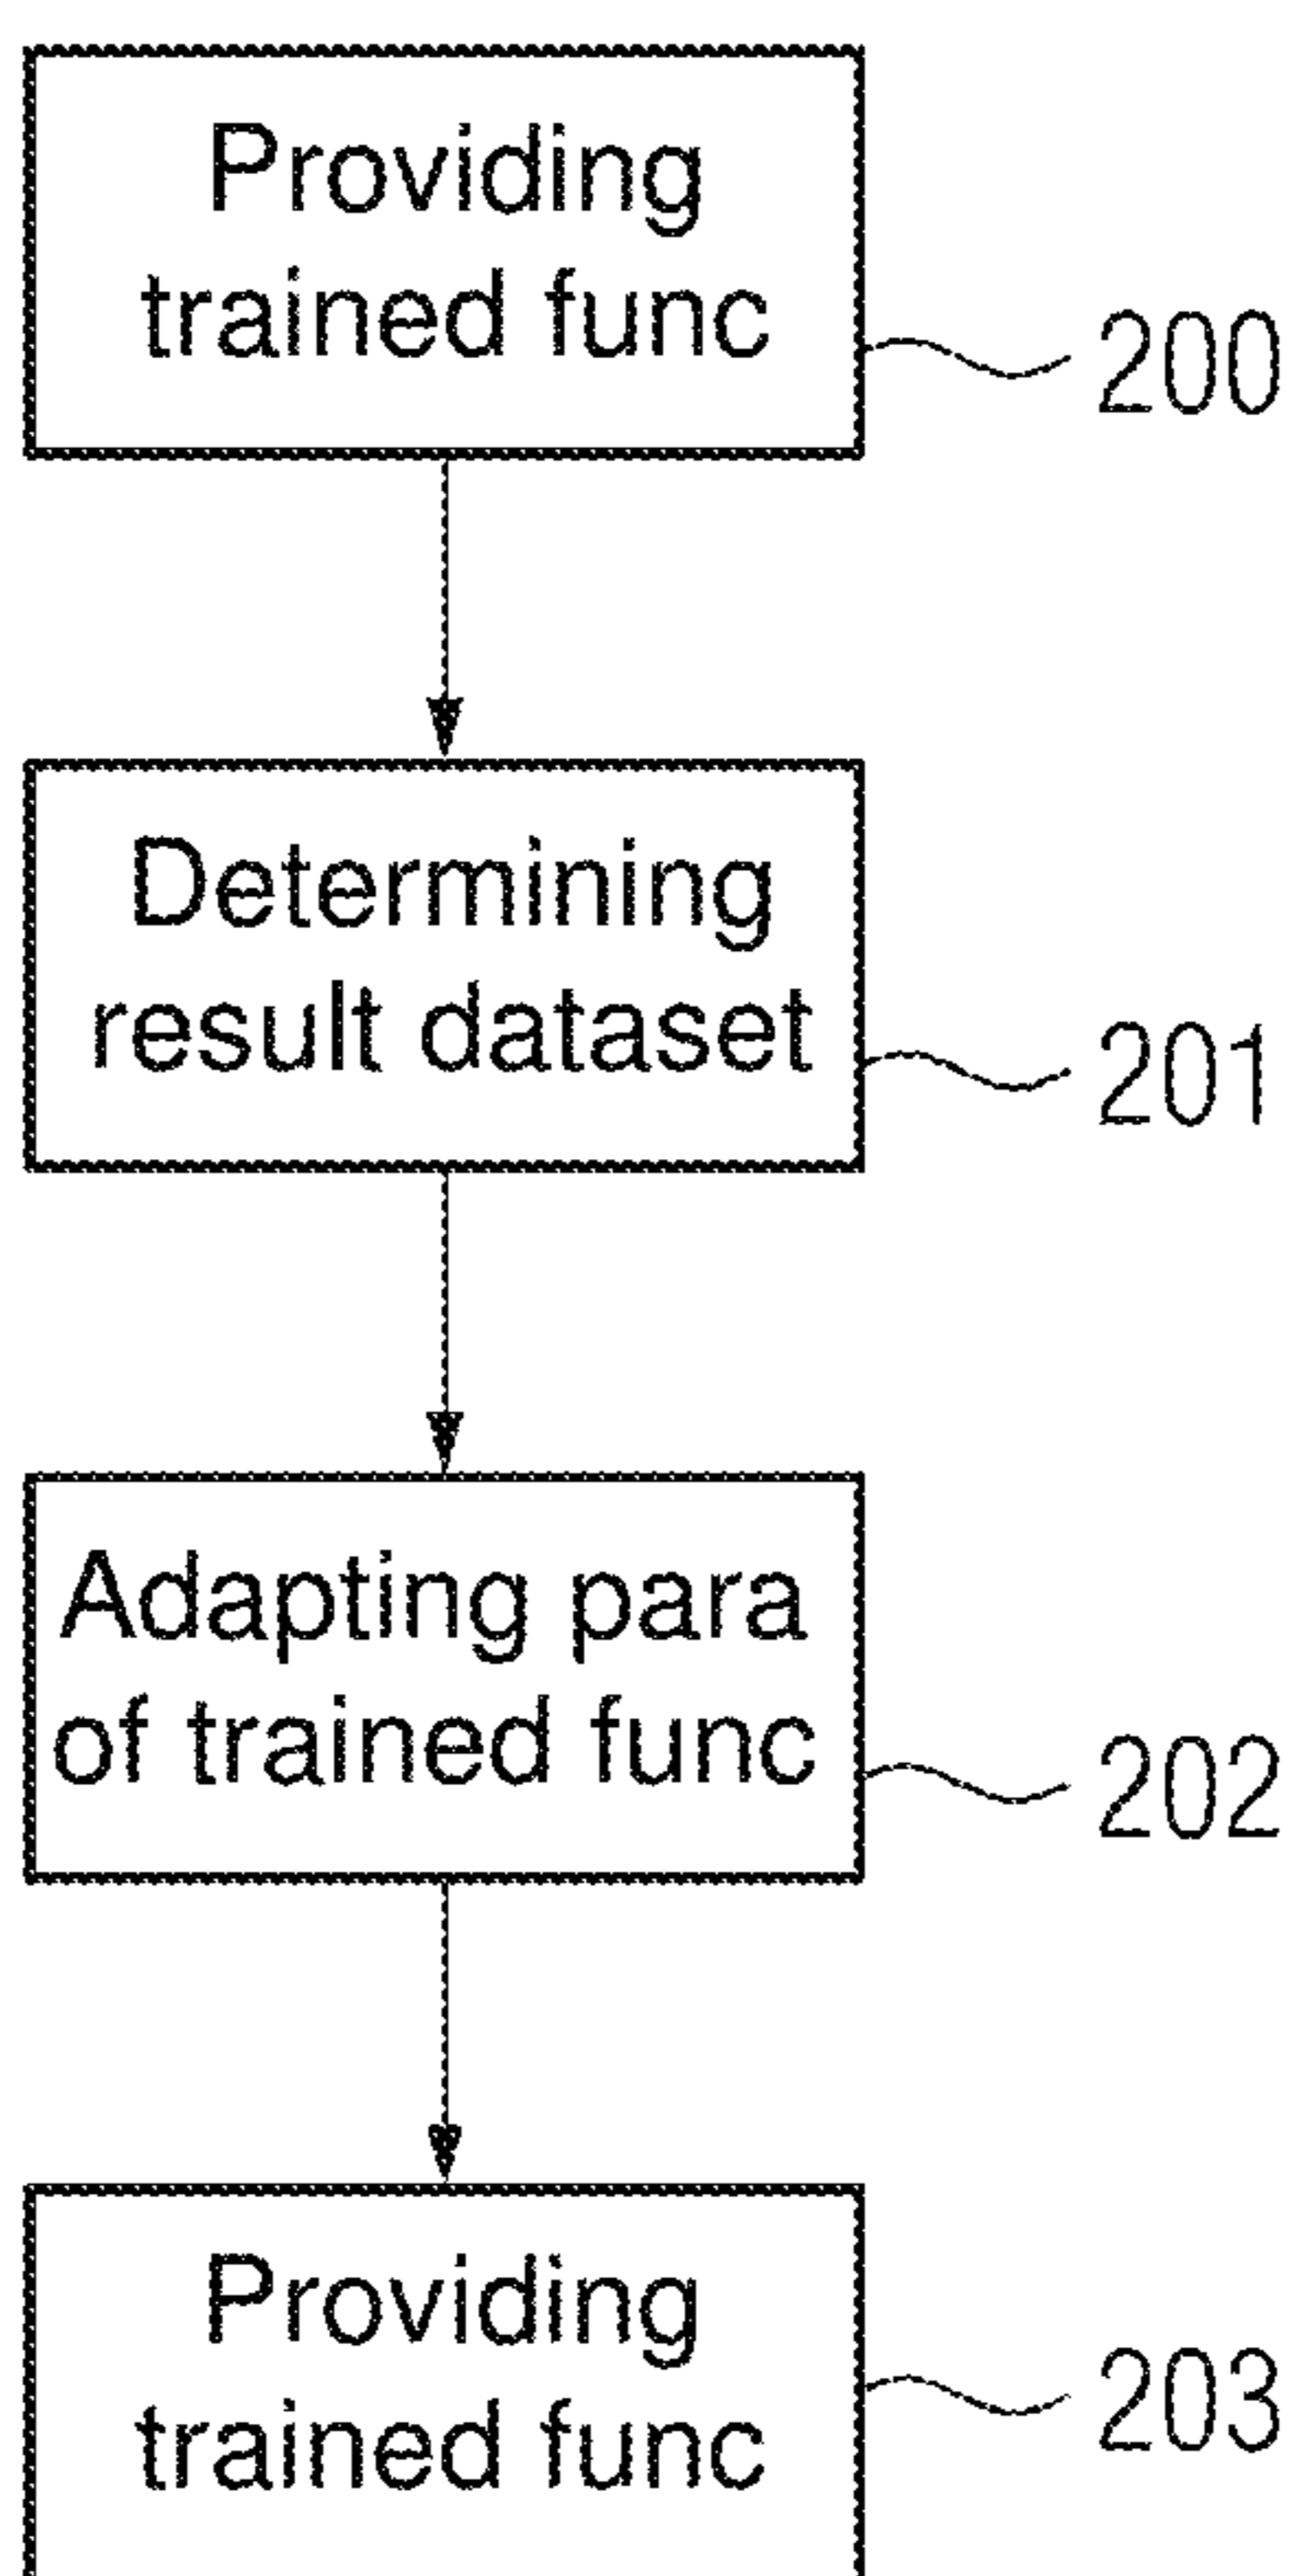 Providing
trained func
200
Determining
result dataset
201
Adapting para
of trained func
202
Providing
trained func
203